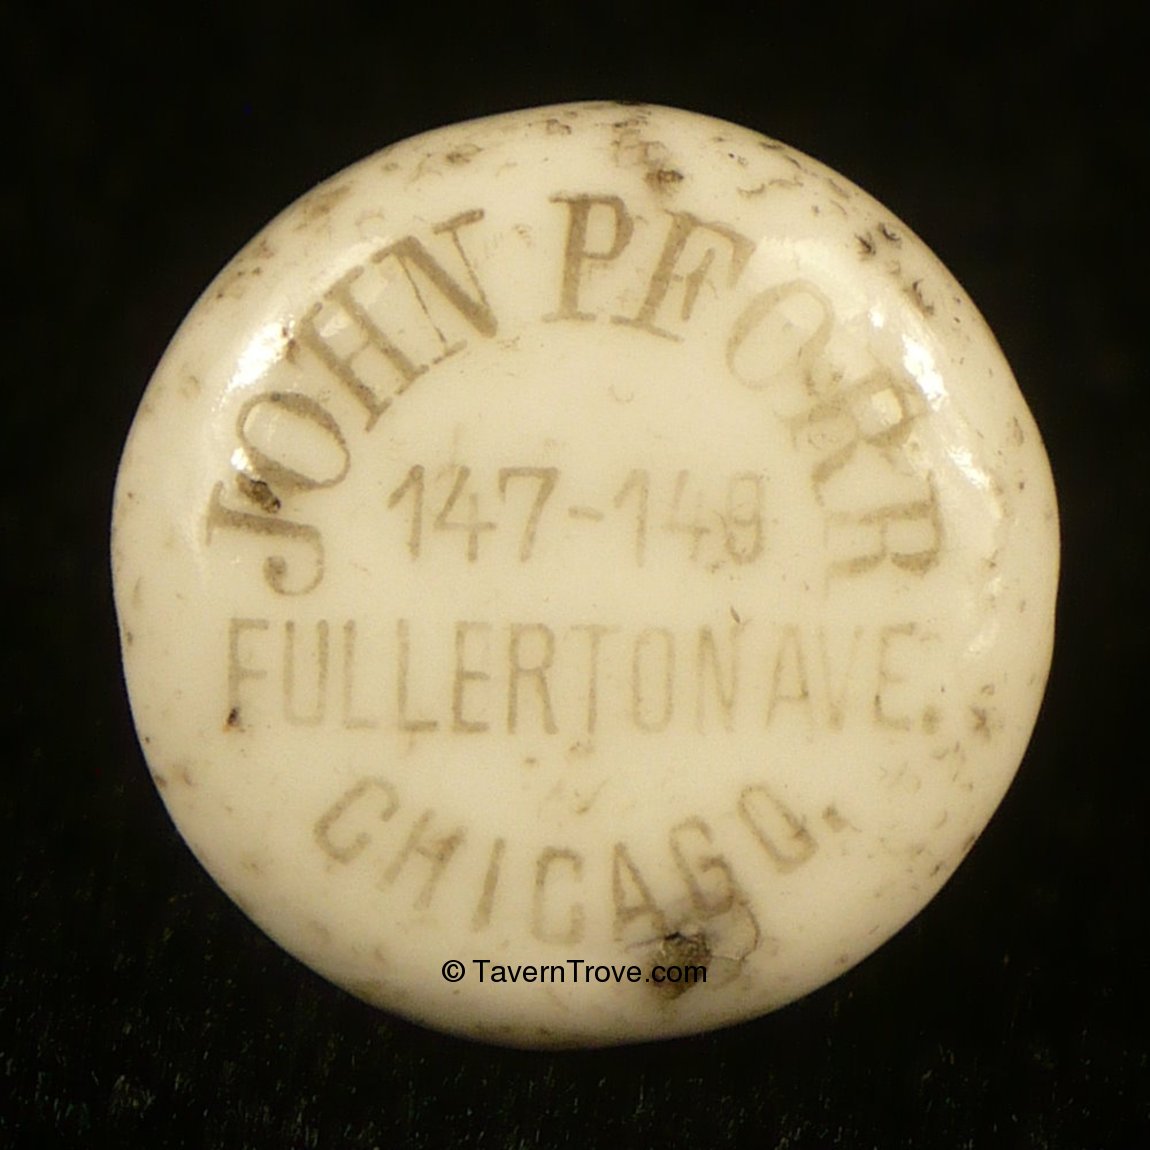 JOHN PFORR
147-149
FULLERTON AVE.
CHICAGO.
© TavernTrove.com